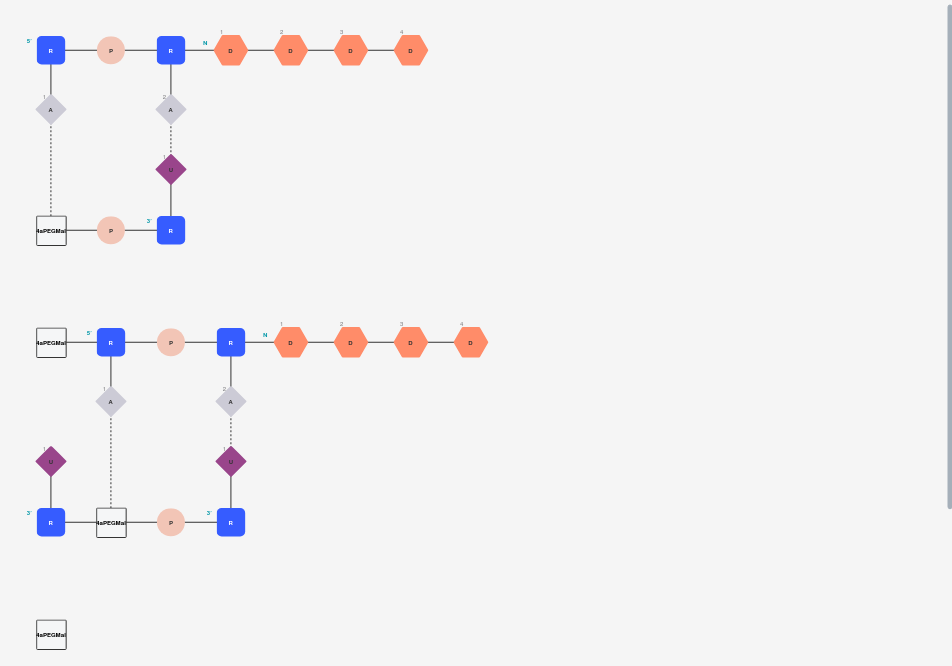 5' R P R N 1 D 2 D 3 D 4 D
1 A 2 A
1 U
4aPEGMal P 3' R
4aPEGMal 5' R P R N 1 D 2 D 3 D 4 D
1 A 2 A
1 U 1 U
3' R 4aPEGMal P 3' R
4aPEGMal